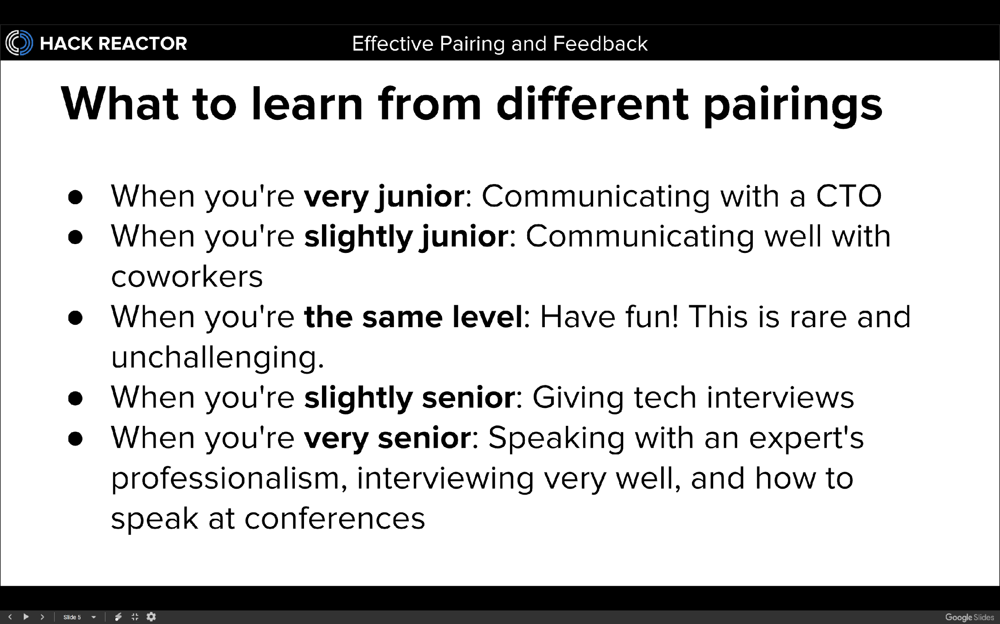 HACK REACTOR
Effective Pairing and Feedback
What to learn from different pairings
● When you're very junior: Communicating with a CTO
● When you're slightly junior: Communicating well with
coworkers
● When you're the same level: Have fun! This is rare and
unchallenging.
● When you're slightly senior: Giving tech interviews
● When you're very senior: Speaking with an expert's
professionalism, interviewing very well, and how to
speak at conferences
Slide 5
Google Slides